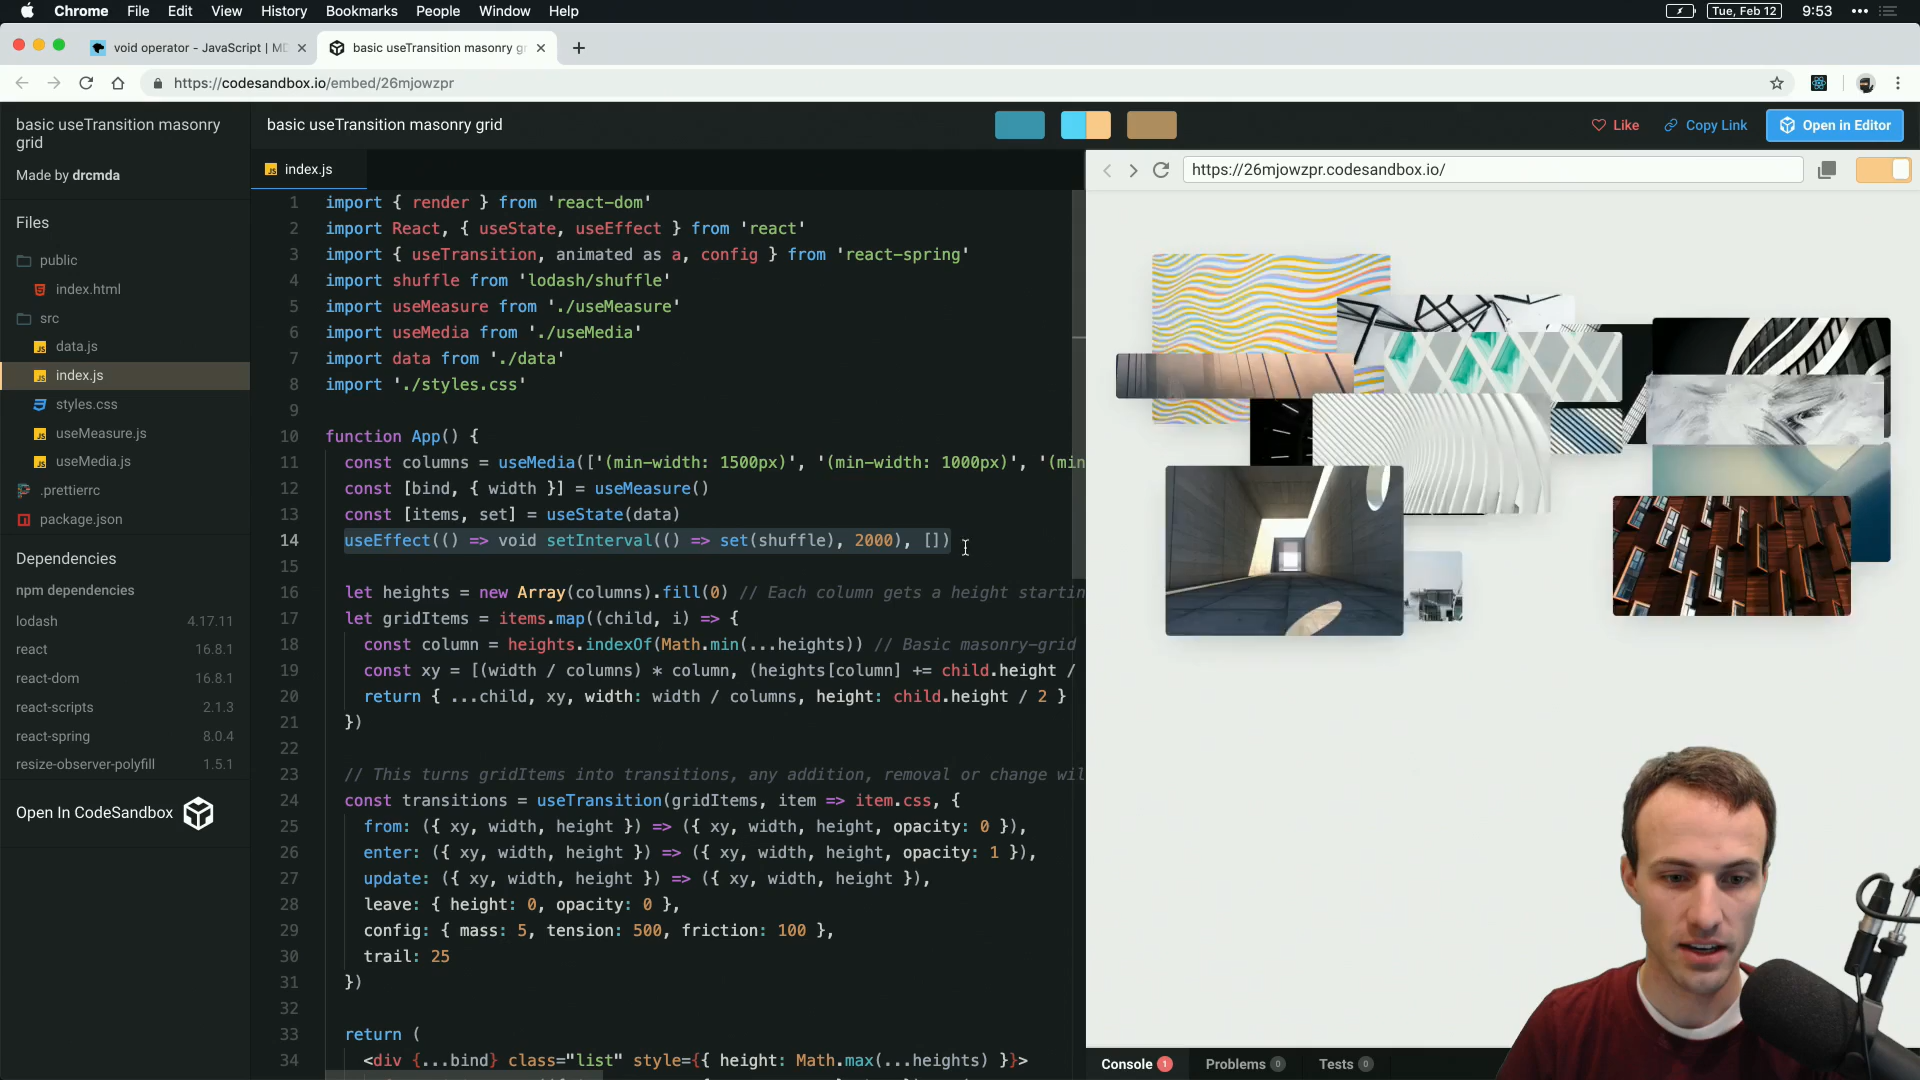 Chrome File Edit View History Bookmarks People Window Help
Tue, Feb 12 9:53
void operator - JavaScript | MD
basic useTransition masonry gr
https://codesandbox.io/embed/26mjowzpr
basic useTransition masonry
grid
Made by drcmda
Files
public
index.html
src
data.js
index.js
styles.css
useMeasure.js
useMedia.js
.prettierrc
package.json
Dependencies
npm dependencies
lodash 4.17.11
react 16.8.1
react-dom 16.8.1
react-scripts 2.1.3
react-spring 8.0.4
resize-observer-polyfill 1.5.1
Open In CodeSandbox
basic useTransition masonry grid
Like
Copy Link
Open in Editor
index.js
1 import { render } from 'react-dom'
2 import React, { useState, useEffect } from 'react'
3 import { useTransition, animated as a, config } from 'react-spring'
4 import shuffle from 'lodash/shuffle'
5 import useMeasure from './useMeasure'
6 import useMedia from './useMedia'
7 import data from './data'
8 import './styles.css'
9
10 function App() {
11 const columns = useMedia(['(min-width: 1500px)', '(min-width: 1000px)', '(min
12 const [bind, { width }] = useMeasure()
13 const [items, set] = useState(data)
14 useEffect(() => void setInterval(() => set(shuffle), 2000), [])
15
16 let heights = new Array(columns).fill(0) // Each column gets a height startin
17 let gridItems = items.map((child, i) => {
18 const column = heights.indexOf(Math.min(...heights)) // Basic masonry-grid
19 const xy = [(width / columns) * column, (heights[column] += child.height /
20 return { ...child, xy, width: width / columns, height: child.height / 2 }
21 })
22
23 // This turns gridItems into transitions, any addition, removal or change wil
24 const transitions = useTransition(gridItems, item => item.css, {
25 from: ({ xy, width, height }) => ({ xy, width, height, opacity: 0 }),
26 enter: ({ xy, width, height }) => ({ xy, width, height, opacity: 1 }),
27 update: ({ xy, width, height }) => ({ xy, width, height }),
28 leave: { height: 0, opacity: 0 },
29 config: { mass: 5, tension: 500, friction: 100 },
30 trail: 25
31 })
32
33 return (
34 <div {...bind} class="list" style={{ height: Math.max(...heights) }}>
https://26mjowzpr.codesandbox.io/
Console 1 Problems 0 Tests 0